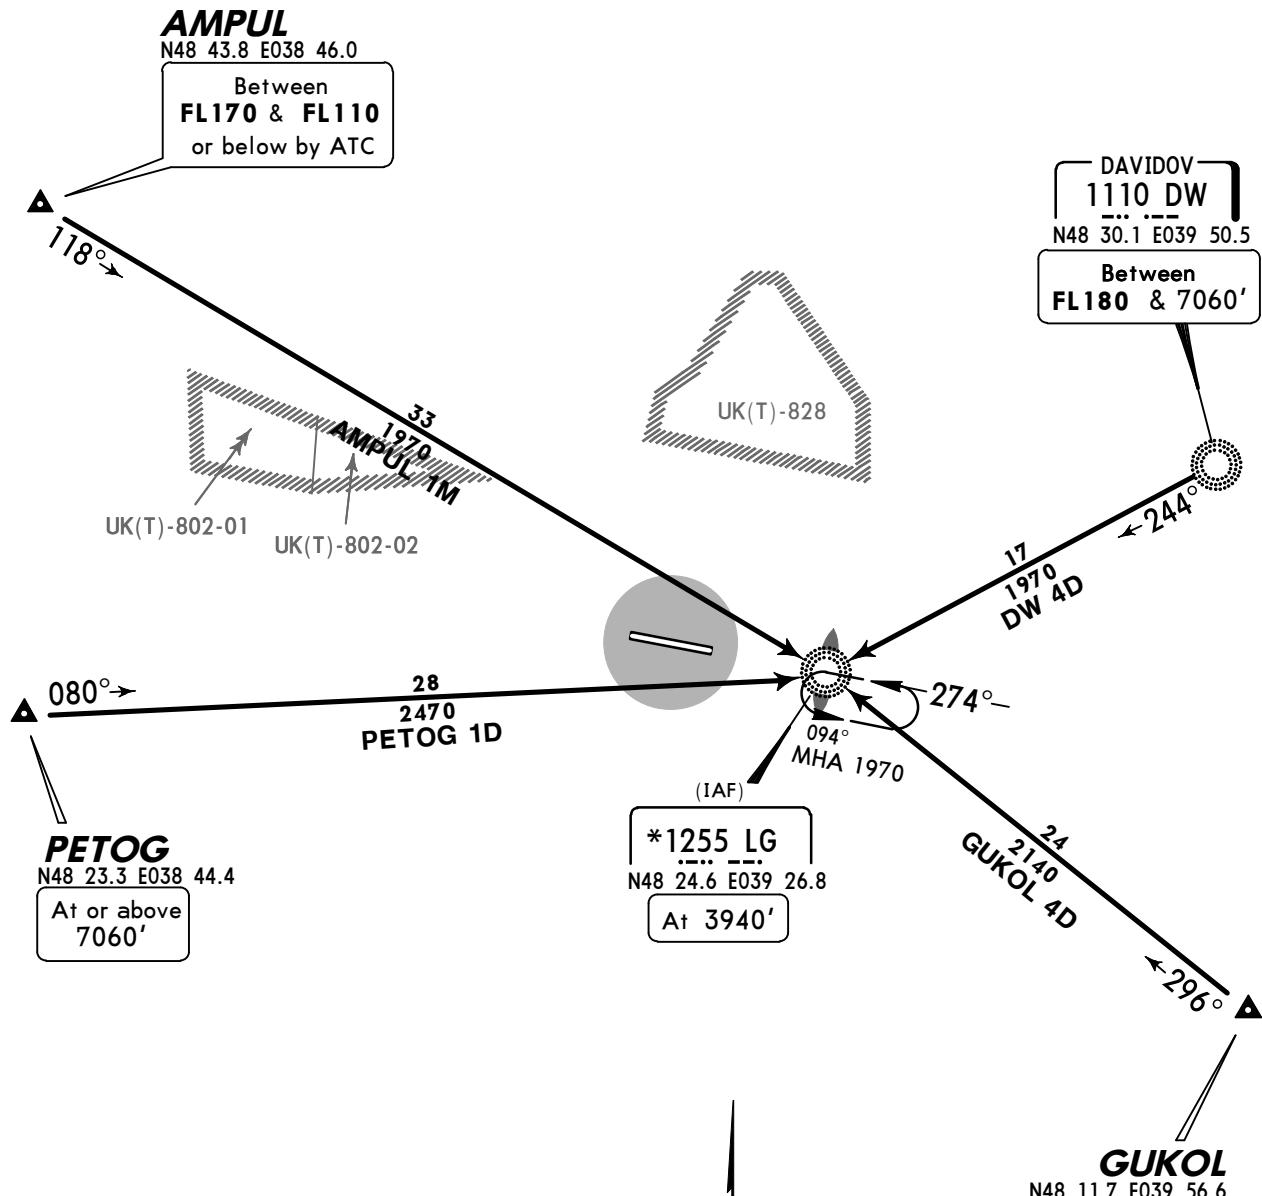 AMPUL
N48 43.8 E038 46.0
Between
FL170 & FL110
or below by ATC
118°
DAVIDOV
1110 DW
N48 30.1 E039 50.5
Between
FL180 & 7060'
UK(T)-828
33
1970
AMPUL 1M
UK(T)-802-01
UK(T)-802-02
244°
17
1970
DW 4D
080°
28
2470
PETOG 1D
274°
094°
MHA 1970
(IAF)
*1255 LG
N48 24.6 E039 26.8
At 3940'
24
2140
GUKOL 4D
PETOG
N48 23.3 E038 44.4
At or above
7060'
296°
GUKOL
N48 11.7 E039 56.6